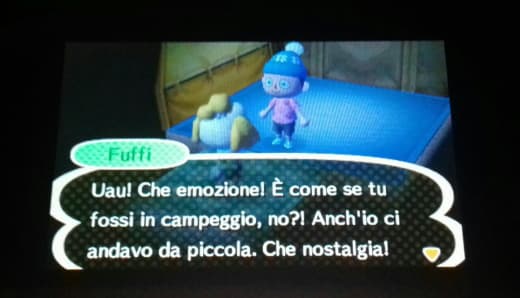 Fuffi
Uau! Che emozione! È come se tu
fossi in campeggio, no?! Anch'io ci
andavo da piccola. Che nostalgia!